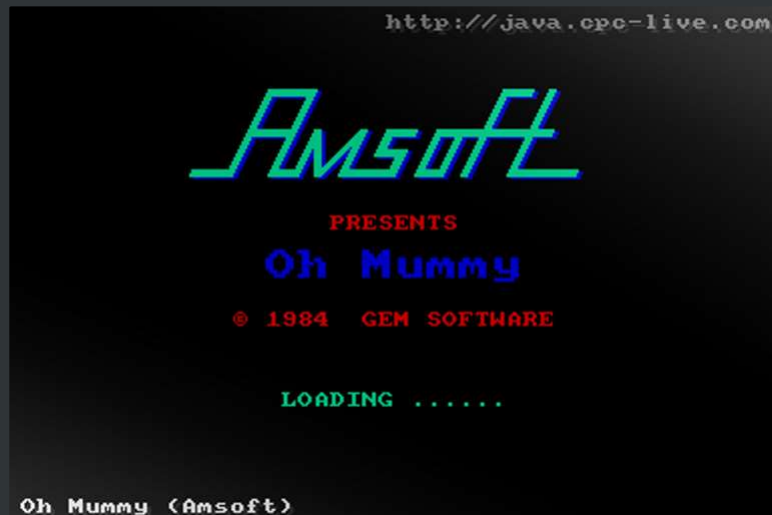 http://java.cpc-live.com
Amsoft
PRESENTS
Oh Mummy
© 1984 GEM SOFTWARE
LOADING ......
Oh Mummy (Amsoft)